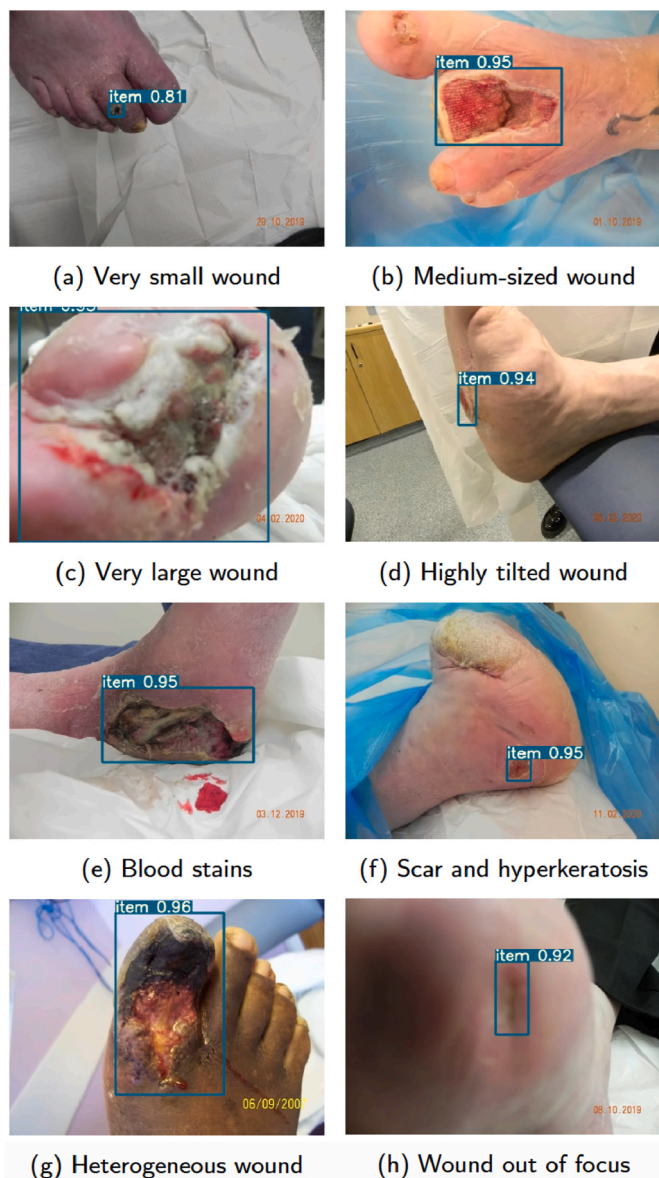 item 0.81
29.10.2019
(a) Very small wound
item 0.95
01.10.2019
(b) Medium-sized wound
04.02.2020
(c) Very large wound
item 0.94
(d) Highly tilted wound
item 0.95
03.12.2019
(e) Blood stains
item 0.95
(f) Scar and hyperkeratosis
item 0.96
(g) Heterogeneous wound
item 0.92
08.10.2019
(h) Wound out of focus